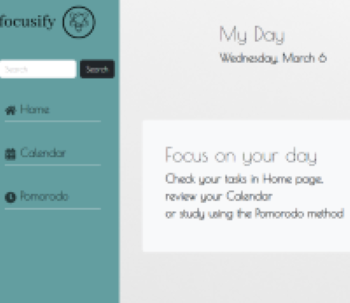 focusify
Search
Search
Home
Calendar
Pomorodo
My Day
Wednesday, March 6
Focus on your day
Check your tasks in Home page,
review your Calendar
or study using the Pomorodo method